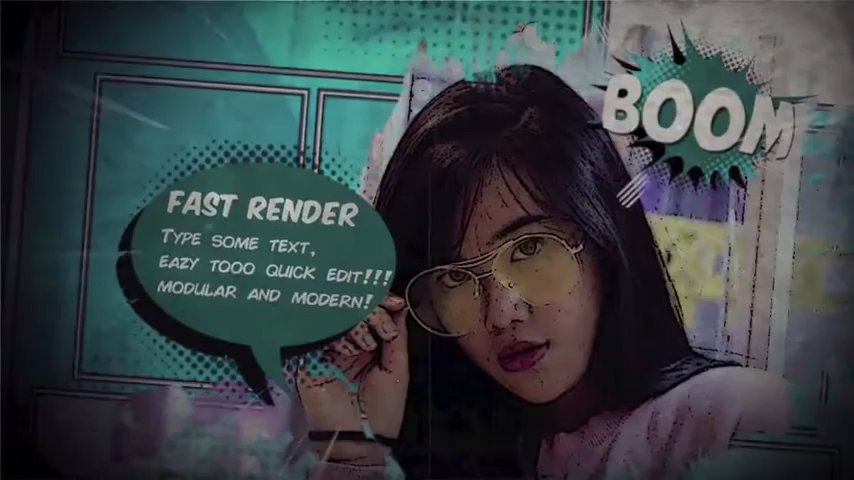 BOOM
FAST RENDER
TYPE SOME TEXT,
EAZY TOOO QUICK EDIT!!!
MODULAR AND MODERN!